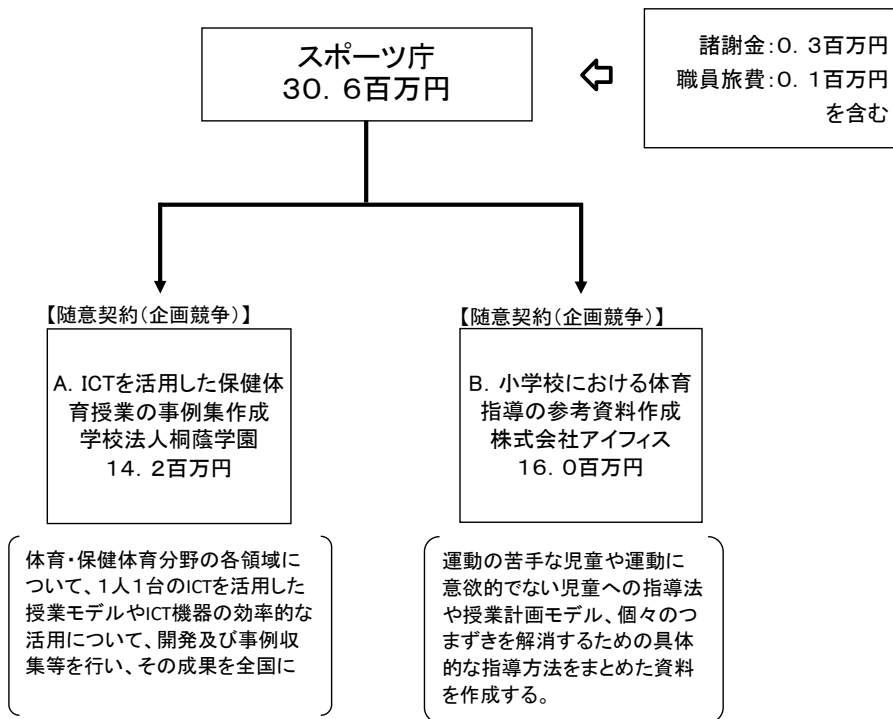 スポーツ庁
３０．６百万円
諸謝金：０．３百万円
職員旅費：０．１百万円
を含む
【随意契約（企画競争）】
A．ICTを活用した保健体
育授業の事例集作成
学校法人桐蔭学園
１４．２百万円
体育・保健体育分野の各領域に
ついて、１人１台のICTを活用した
授業モデルやICT機器の効率的な
活用について、開発及び事例収
集等を行い、その成果を全国に
【随意契約（企画競争）】
B．小学校における体育
指導の参考資料作成
株式会社アイフィス
１６．０百万円
運動の苦手な児童や運動に
意欲的でない児童への指導法
や授業計画モデル、個々のつ
まずきを解消するための具体
的な指導方法をまとめた資料
を作成する。